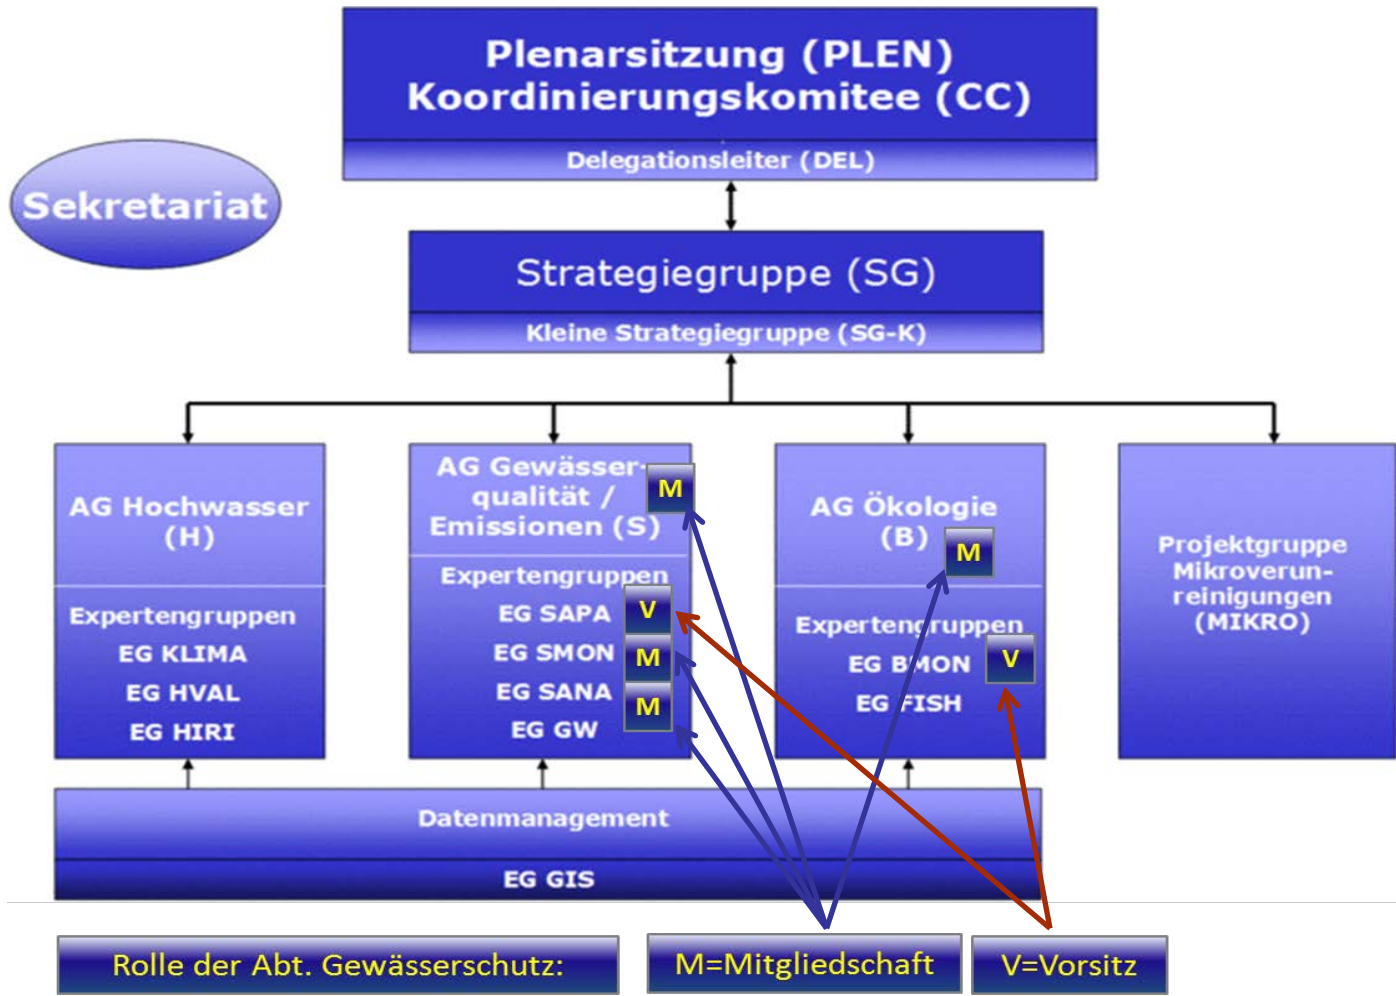 Plenarsitzung (PLEN)
Koordinierungskomitee (CC)
Delegationsleiter (DEL)
Sekretariat
Strategiegruppe (SG)
Kleine Strategiegruppe (SG-K)
AG Hochwasser
(H)
Expertengruppen
EG KLIMA
EG HVAL
EG HIRI
AG Gewässer-
qualität /
Emissionen (S)
M
Expertengruppen
EG SAPA V
EG SMON M
EG SANA M
EG GW
AG Ökologie
(B)
M
Expertengruppen
EG BMON V
EG FISH
Projektgruppe
Mikroverun-
reinigungen
(MIKRO)
Datenmanagement
EG GIS
Rolle der Abt. Gewässerschutz: M=Mitgliedschaft V=Vorsitz